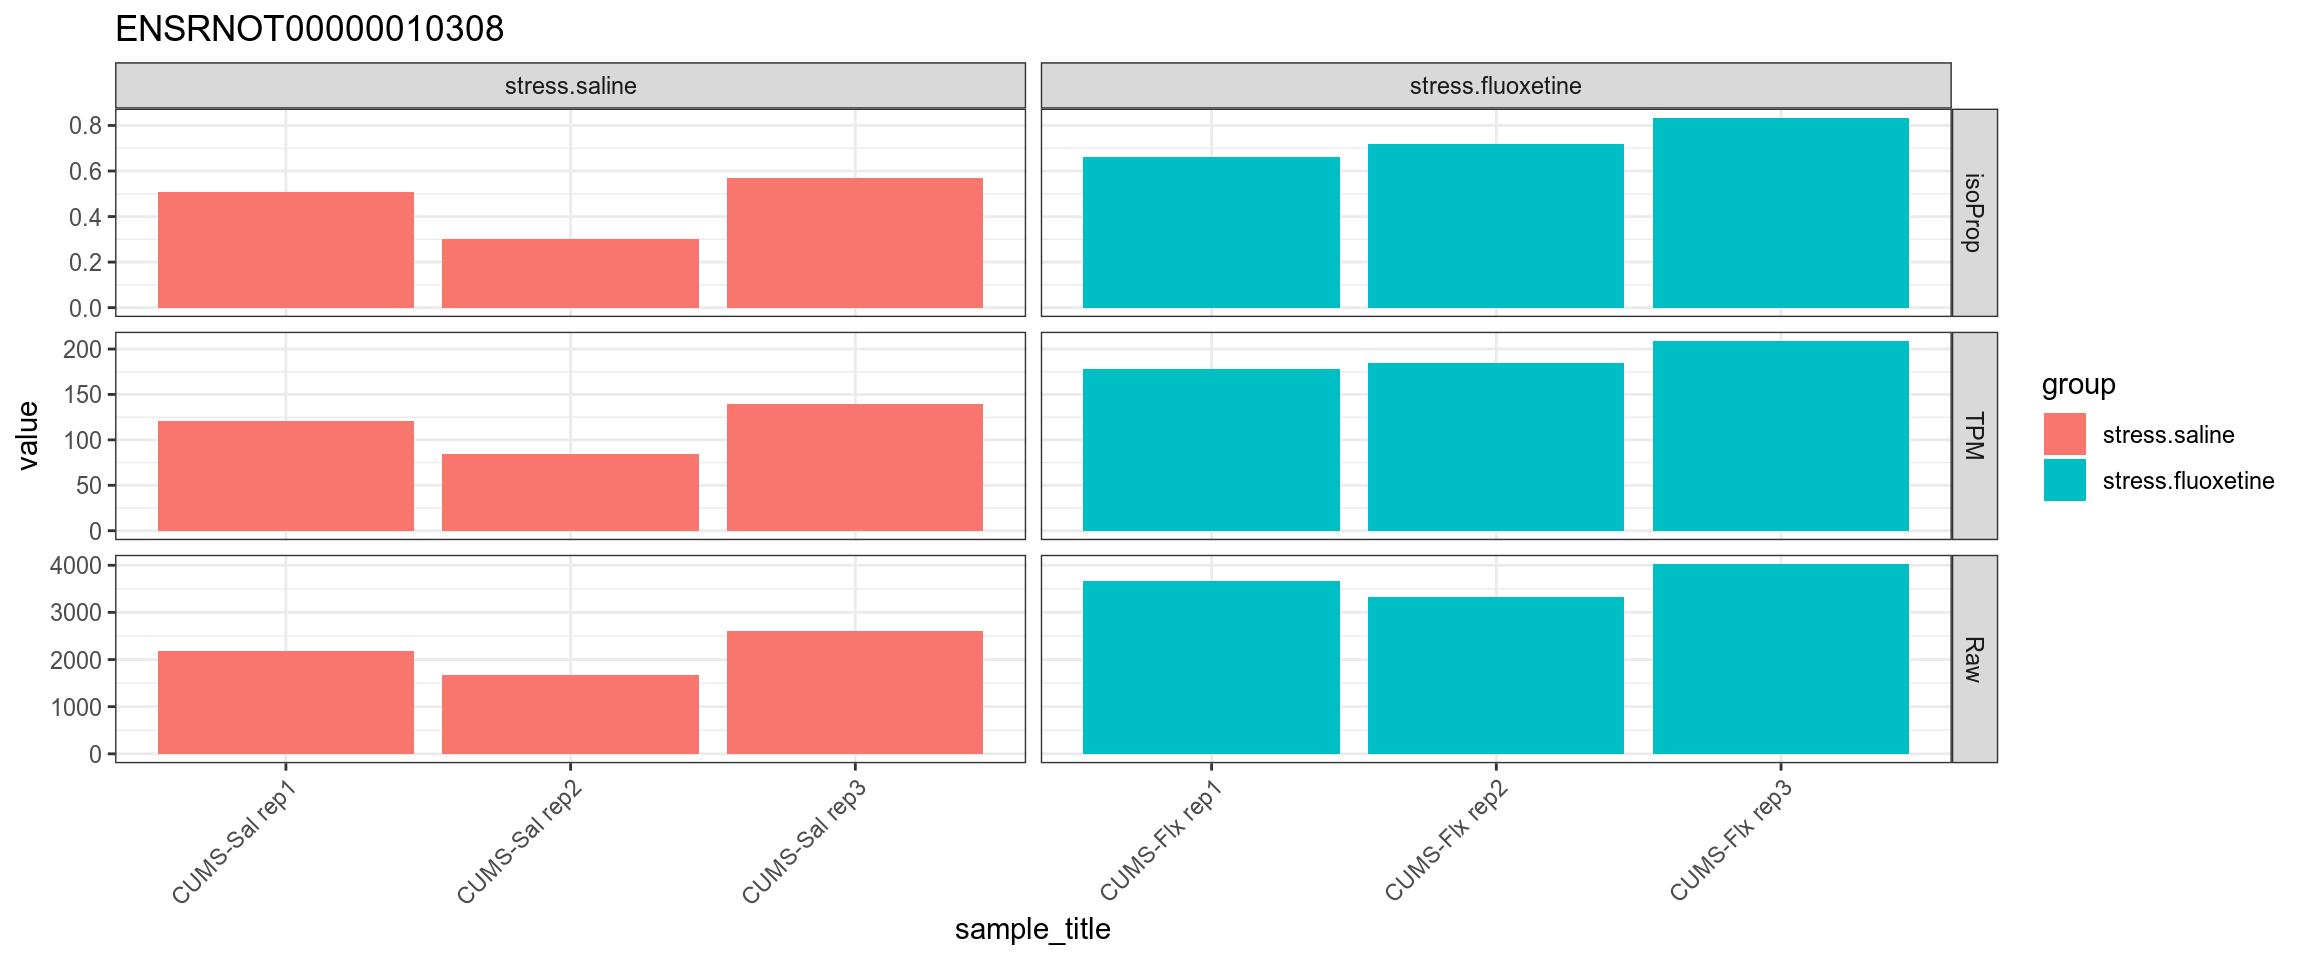 ENSRNOT00000010308
stress.saline
stress.fluoxetine
0.8
0.6
0.4
0.2
0.0
isoProp
200
150
100
50
0
TPM
4000
3000
2000
1000
0
Raw
value
CUMS-Sal rep1
CUMS-Sal rep2
CUMS-Sal rep3
CUMS-Flx rep1
CUMS-Flx rep2
CUMS-Flx rep3
sample_title
group
stress.saline
stress.fluoxetine